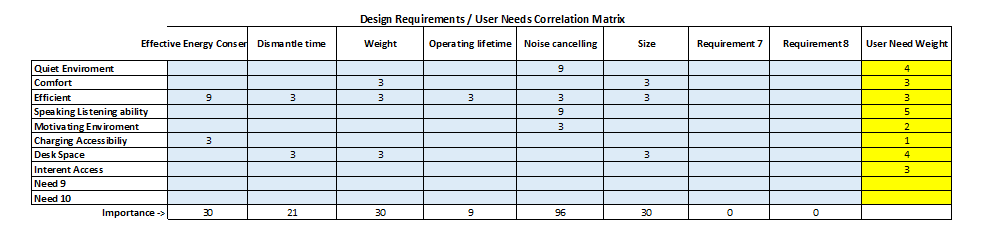 Design Requirements / User Needs Correlation Matrix
Effective Energy Conser Dismantle time Weight Operating lifetime Noise cancelling Size Requirement 7 Requirement 8 User Need Weight
Quiet Enviroment 9 4
Comfort 3 3 3
Efficient 9 3 3 3 3 3 3
Speaking Listening ability 9 5
Motivating Enviroment 3 2
Charging Accessibiliy 3 1
Desk Space 3 3 3 4
Interent Access 3
Need 9
Need 10
Importance -> 30 21 30 9 96 30 0 0